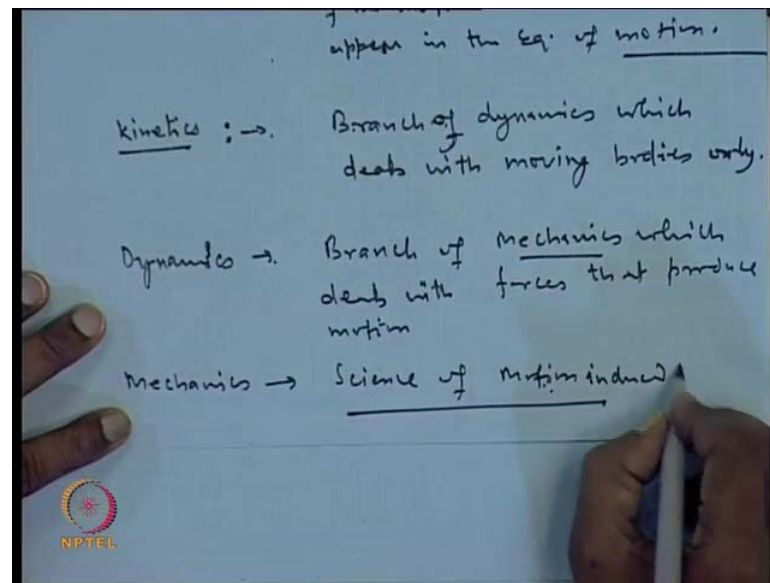 appear in the Eq. of motion.
Kinetics :→. Branch of dynamics which
deals with moving bodies only.
Dynamics →. Branch of mechanics which
deals with forces that produce
motion
Mechanics → Science of motion induced
NPTEL